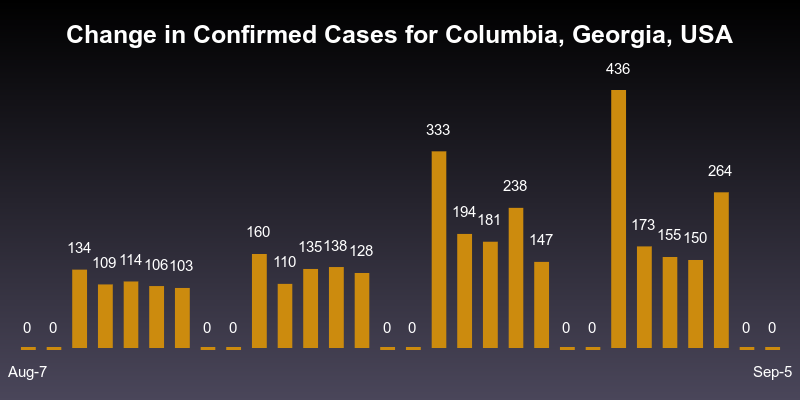 Change in Confirmed Cases for Columbia, Georgia, USA
0 0 134 109 114 106 103 0 0 160 110 135 138 128 0 0 333 194 181 238 147 0 0 436 173 155 150 264 0 0
Aug-7 Sep-5